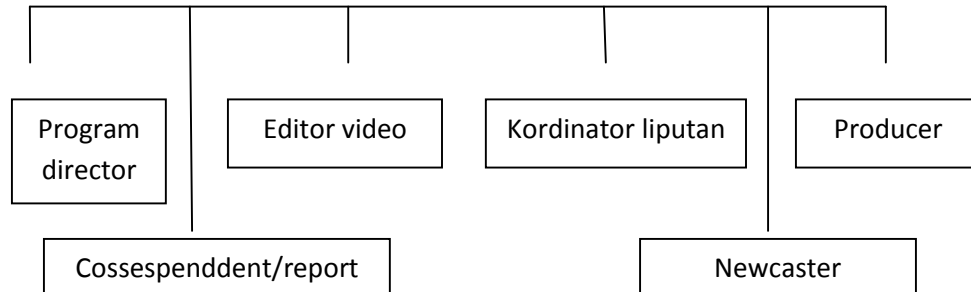 Program
director
Editor video
Kordinator liputan
Producer
Cossespenddent/report
Newcaster